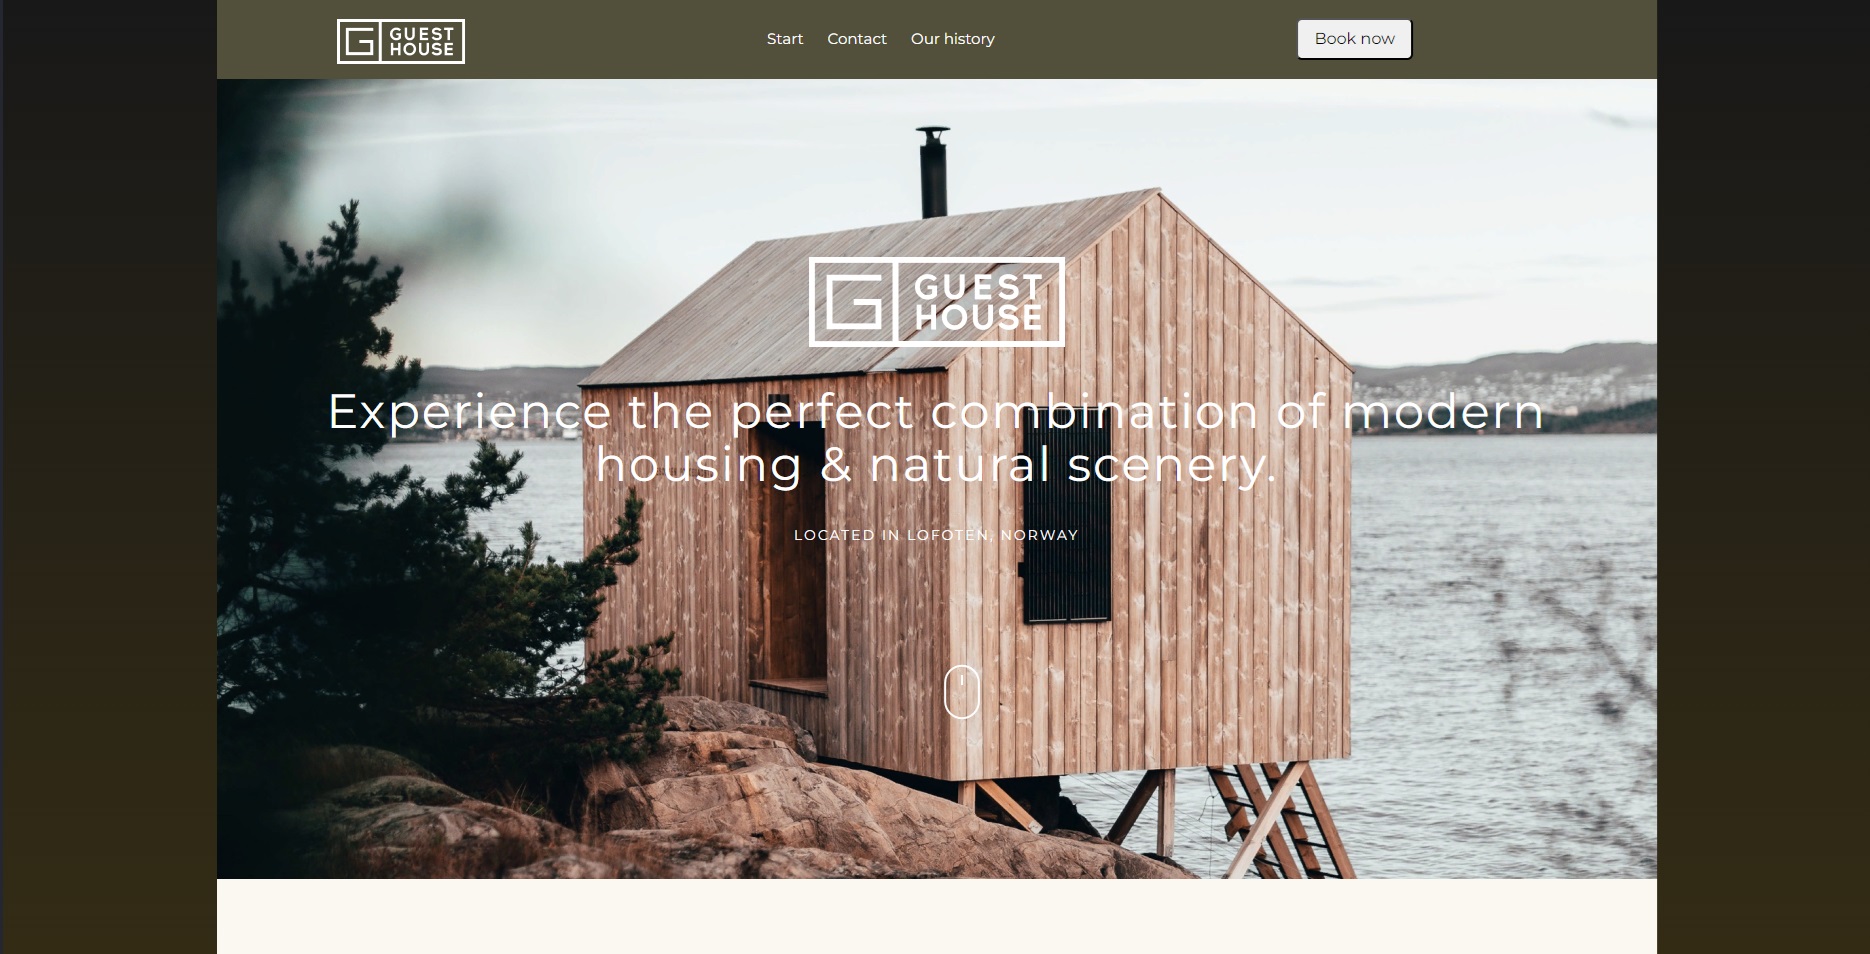 G GUEST
HOUSE
Start Contact Our history
Book now
G GUEST
HOUSE
Experience the perfect combination of modern
housing & natural scenery.
LOCATED IN LOFOTEN, NORWAY